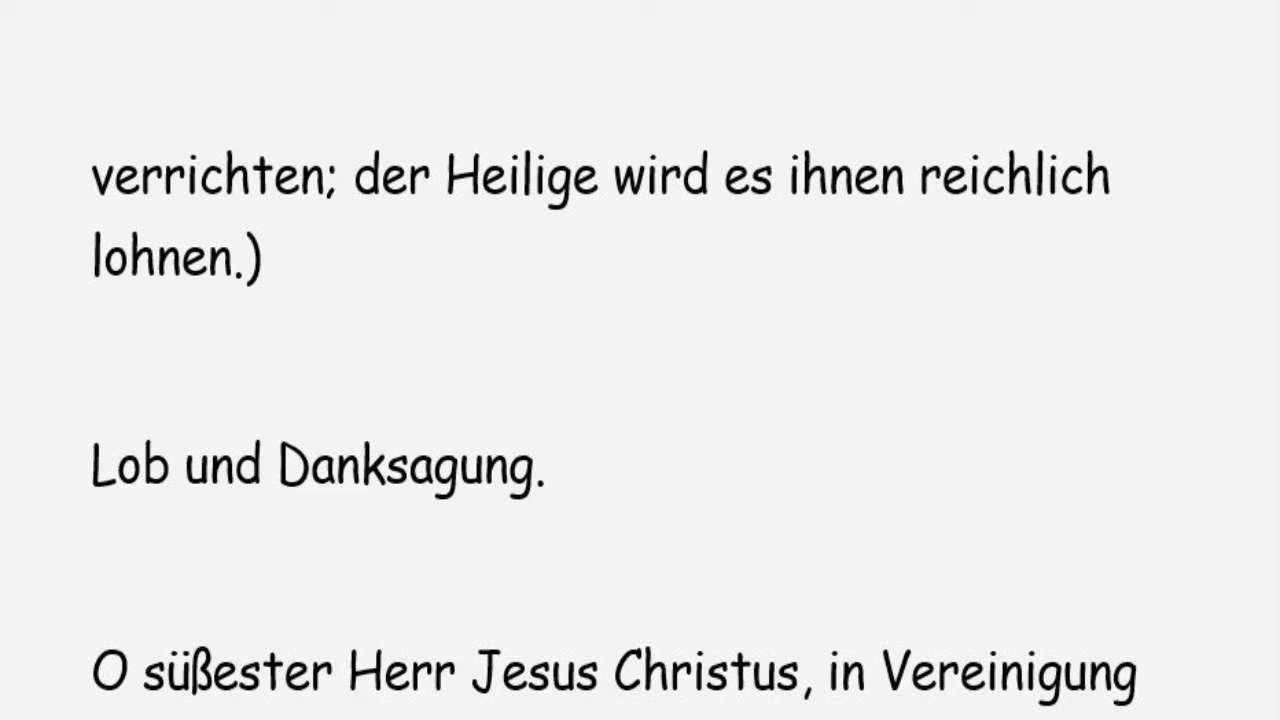 verrichten; der Heilige wird es ihnen reichlich
lohnen.)
Lob und Danksagung.
O süßester Herr Jesus Christus, in Vereinigung